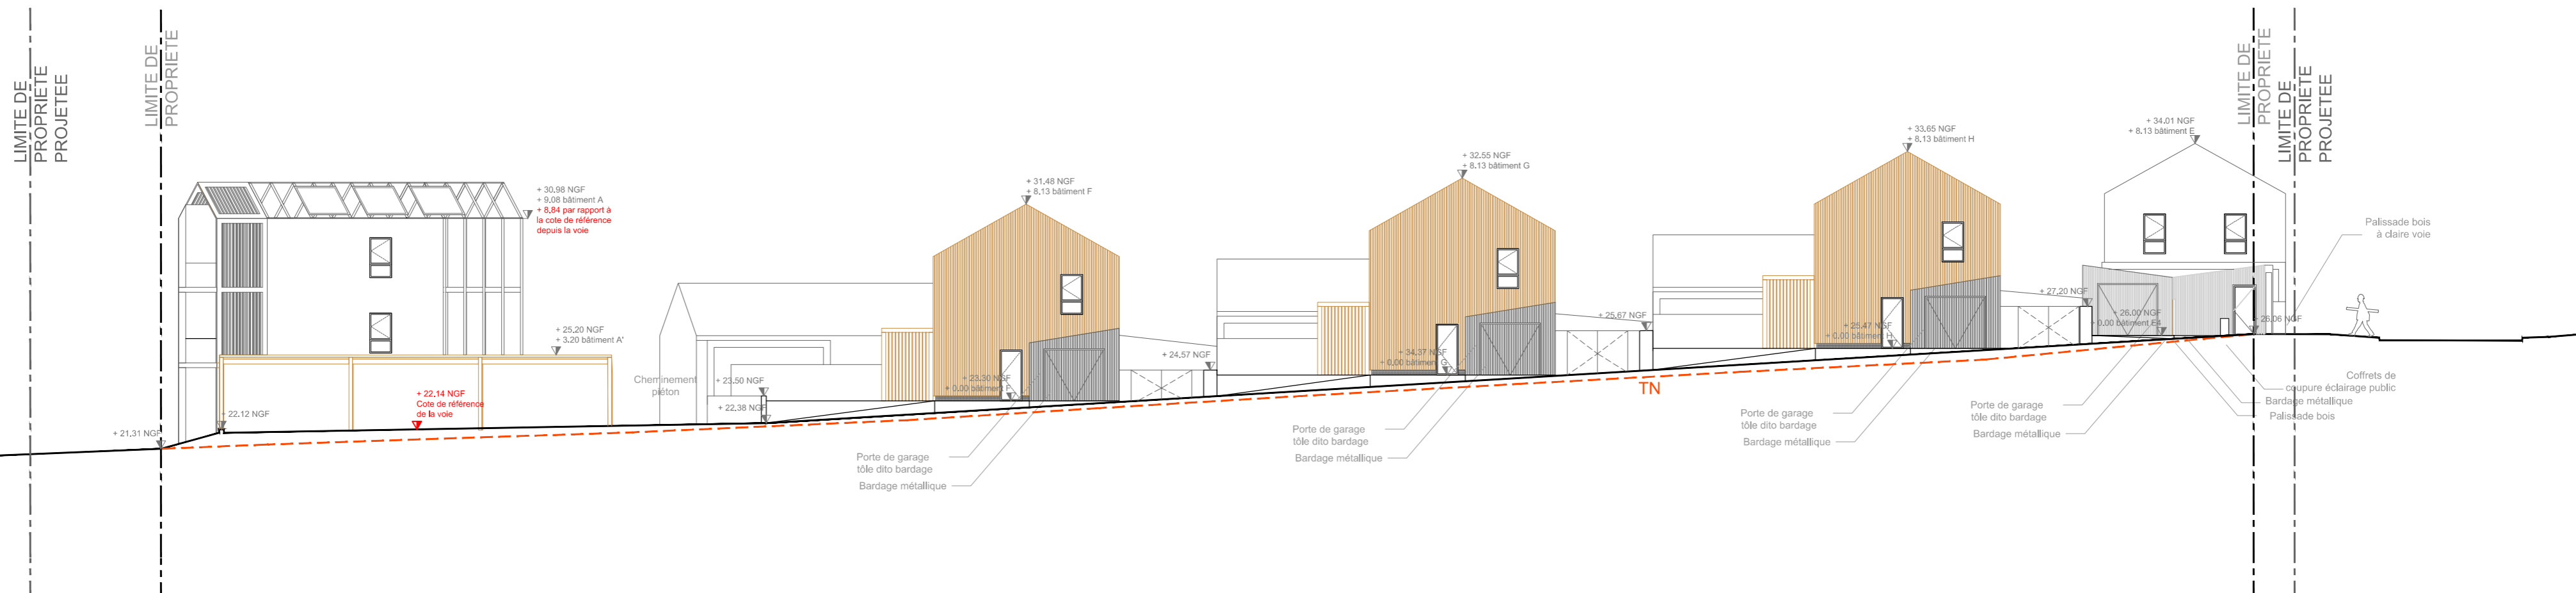 LIMITE DE
PROPRIETE
PROJETEE
LIMITE DE
PROPRIETE
+ 30,98 NGF
+ 9,08 bâtiment A
+ 8,84 par rapport à
la cote de référence
depuis la voie
+ 25,20 NGF
+ 3,20 bâtiment A'
+ 22,14 NGF
Cote de référence
de la voie
+ 22,12 NGF
+ 21,31 NGF
Cheminement
piéton
+ 23,50 NGF
+ 22,38 NGF
+ 31,48 NGF
+ 8,13 bâtiment F
+ 23,30 NGF
+ 0,00 bâtiment F
Porte de garage
tôle dito bardage
Bardage métallique
+ 24,57 NGF
+ 32,55 NGF
+ 8,13 bâtiment G
+ 34,37 NGF
+ 0,00 bâtiment G
Porte de garage
tôle dito bardage
Bardage métallique
+ 25,67 NGF
TN
+ 33,65 NGF
+ 8,13 bâtiment H
+ 25,47 NGF
+ 0,00 bâtiment H
Porte de garage
tôle dito bardage
Bardage métallique
+ 27,20 NGF
+ 34,01 NGF
+ 8,13 bâtiment E
+ 26,00 NGF
+ 0,00 bâtiment E4
+ 26,06 NGF
Porte de garage
tôle dito bardage
Bardage métallique
LIMITE DE
PROPRIETE
LIMITE DE
PROPRIETE
PROJETEE
Palissade bois
à claire voie
Coffrets de
coupure éclairage public
Bardage métallique
Palissade bois